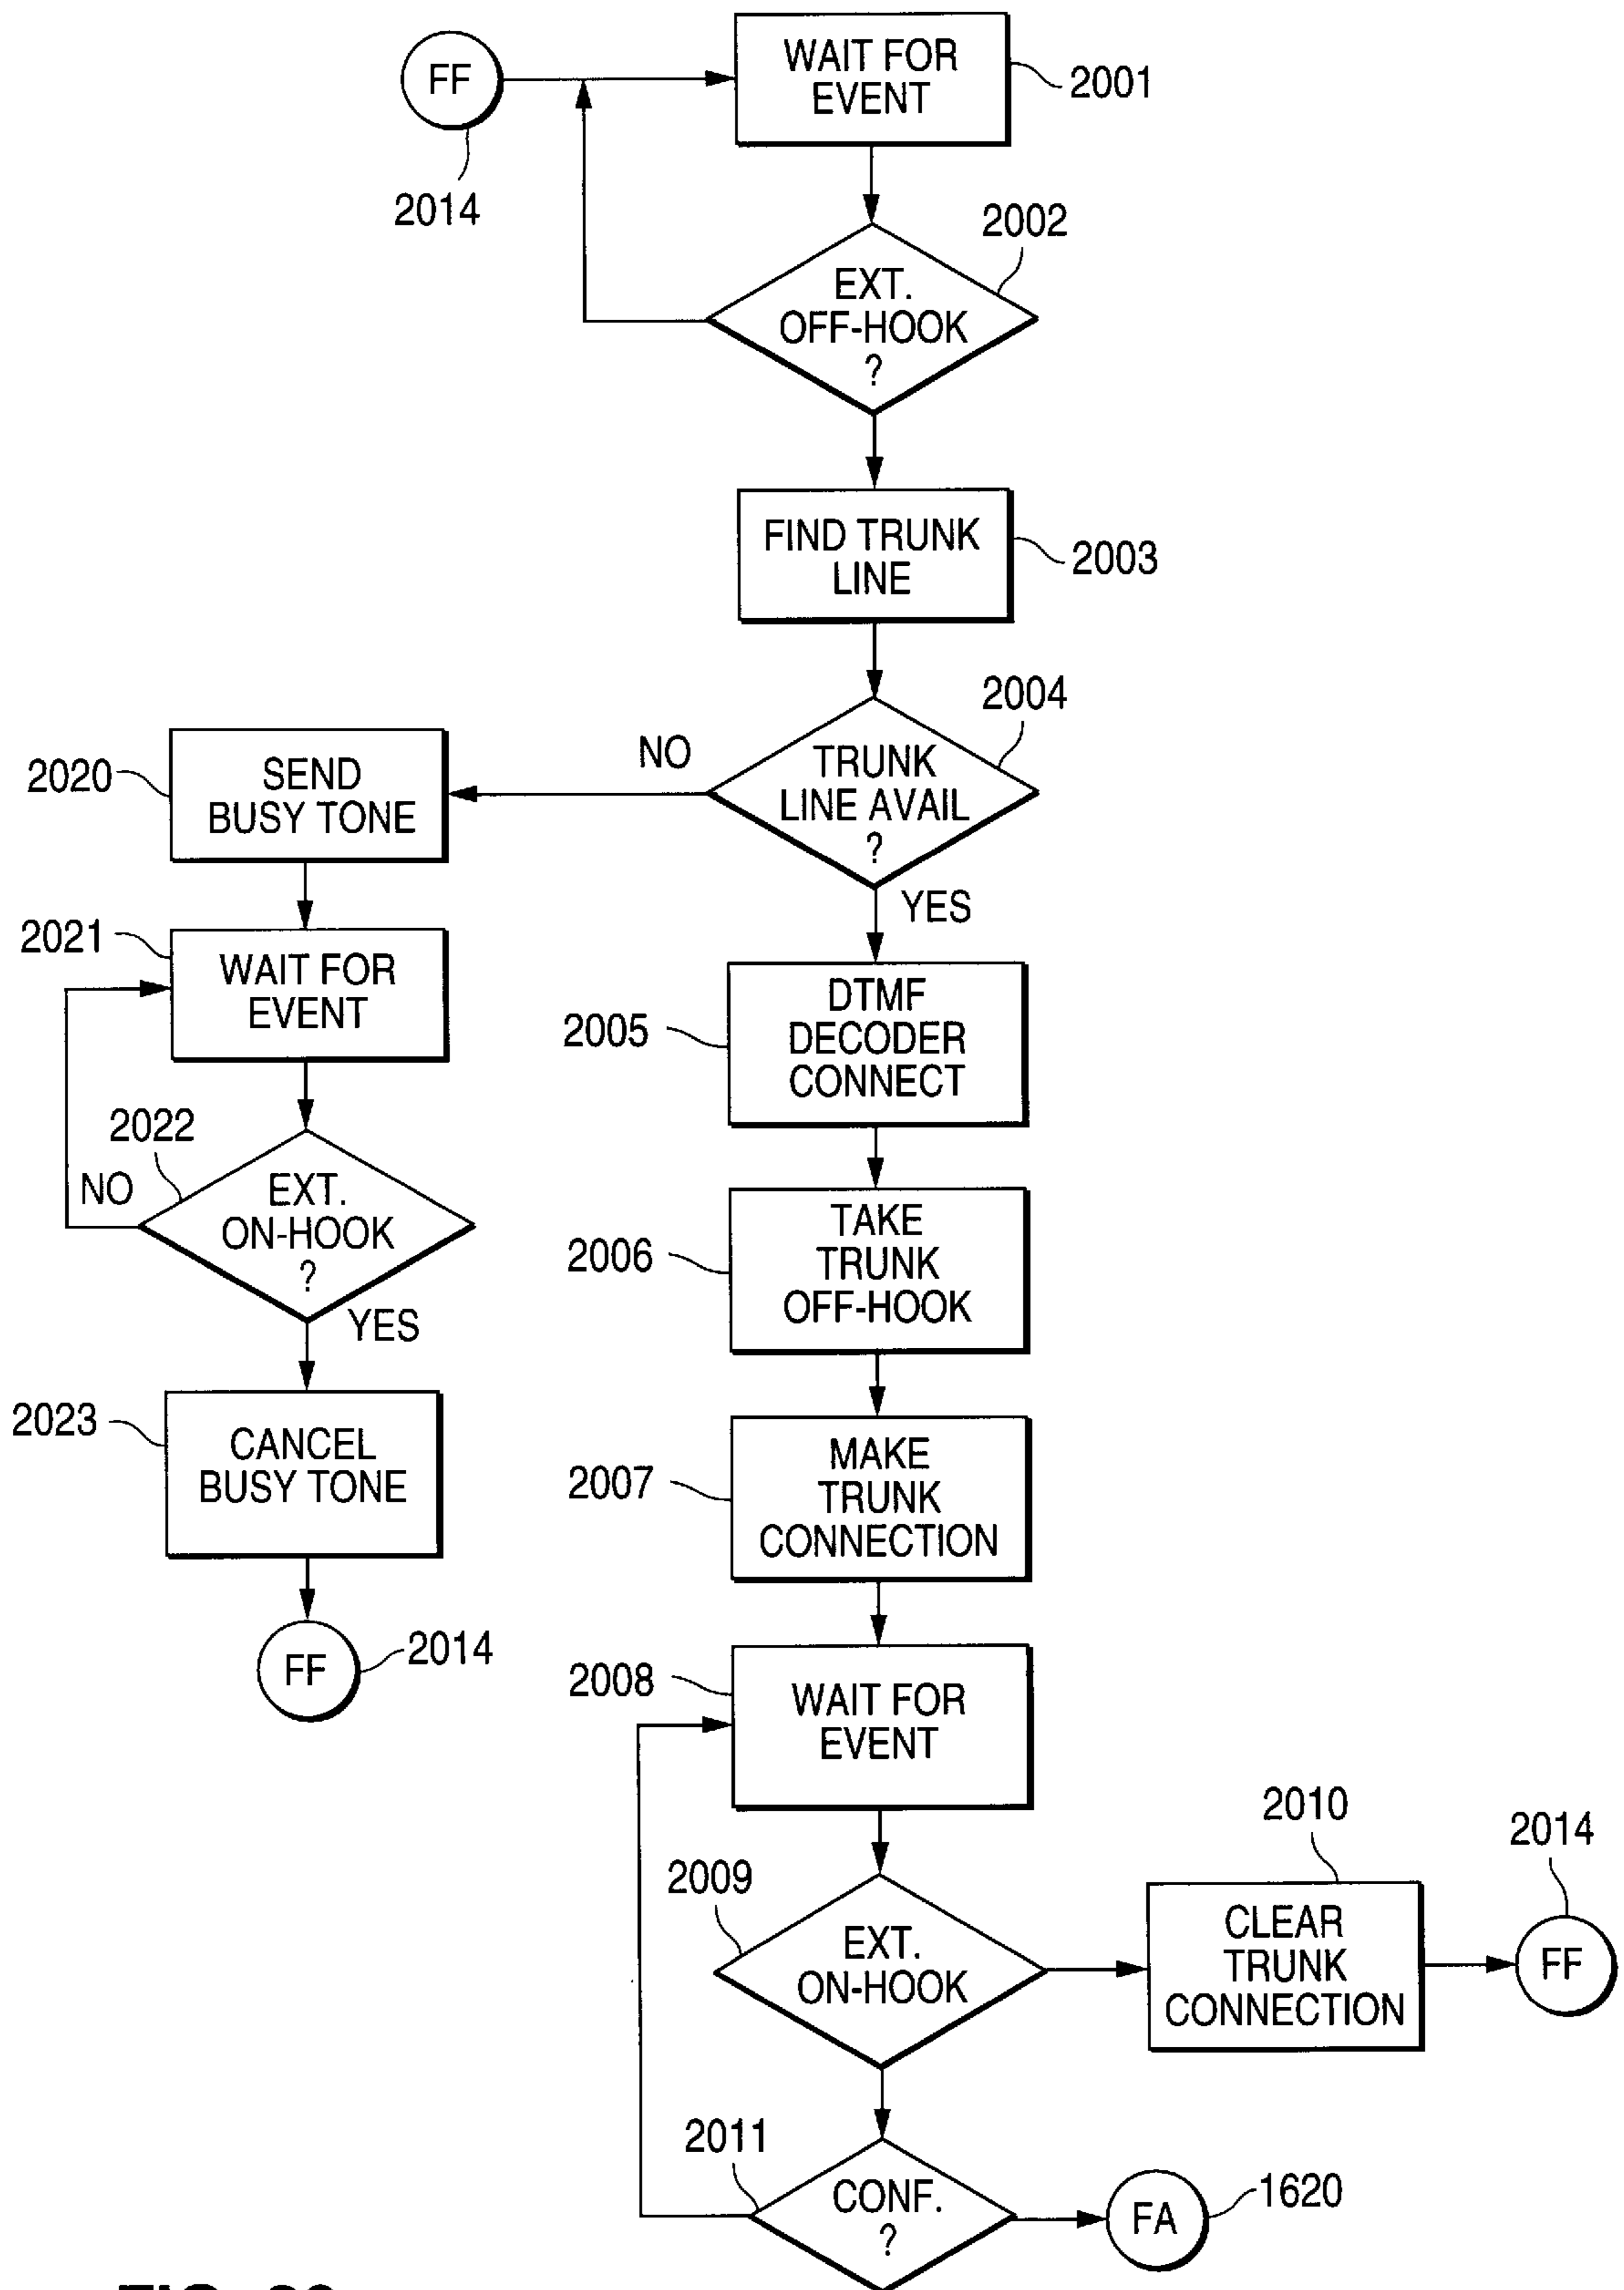 FF
WAIT FOR
EVENT
2001
2014
2002
EXT.
OFF-HOOK
?
FIND TRUNK
LINE
2003
2004
TRUNK
LINE AVAIL
?
NO
YES
2020
SEND
BUSY TONE
2021
WAIT FOR
EVENT
2022
NO
EXT.
ON-HOOK
?
YES
2023
CANCEL
BUSY TONE
FF
2014
2005
DTMF
DECODER
CONNECT
2006
TAKE
TRUNK
OFF-HOOK
2007
MAKE
TRUNK
CONNECTION
2008
WAIT FOR
EVENT
2009
EXT.
ON-HOOK
2010
CLEAR
TRUNK
CONNECTION
2014
FF
2011
CONF.
?
FA
1620